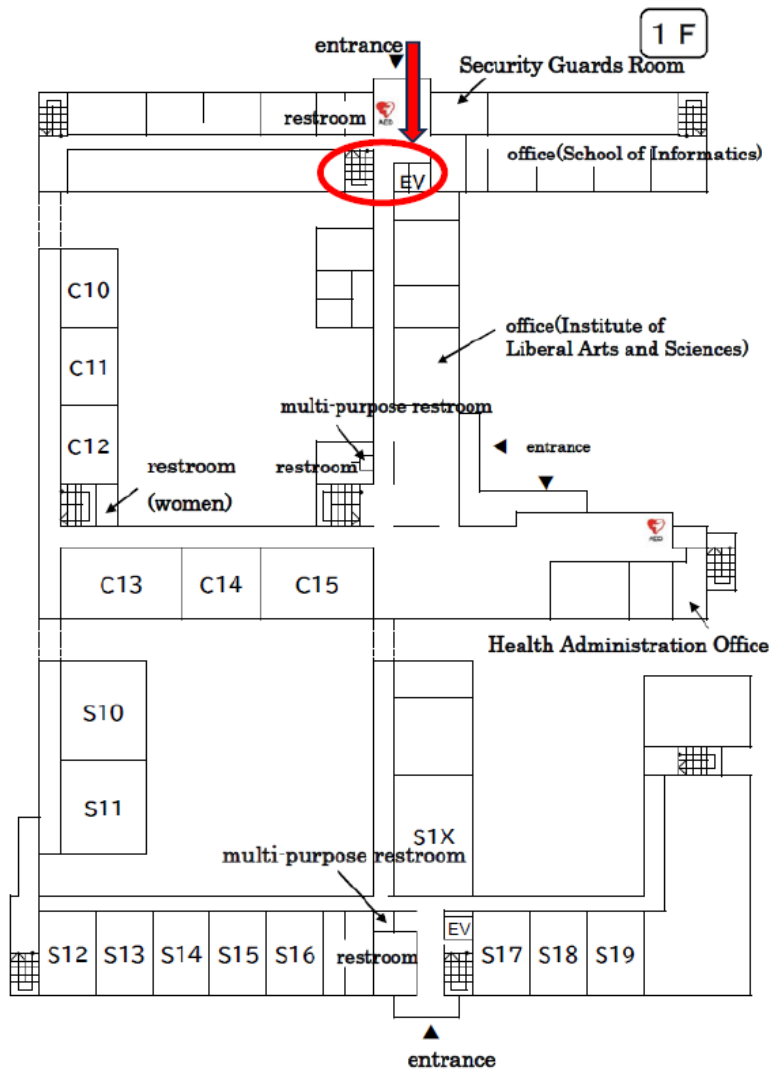 1 F
entrance
Security Guards Room
restroom
AED
office(School of Informatics)
EV
C10
office(Institute of
Liberal Arts and Sciences)
C11
multi-purpose restroom
C12
entrance
restroom
(women)
restroom
AED
C13
C14
C15
Health Administration Office
S10
S11
S1X
multi-purpose restroom
EV
S12
S13
S14
S15
S16
restroom
S17
S18
S19
entrance